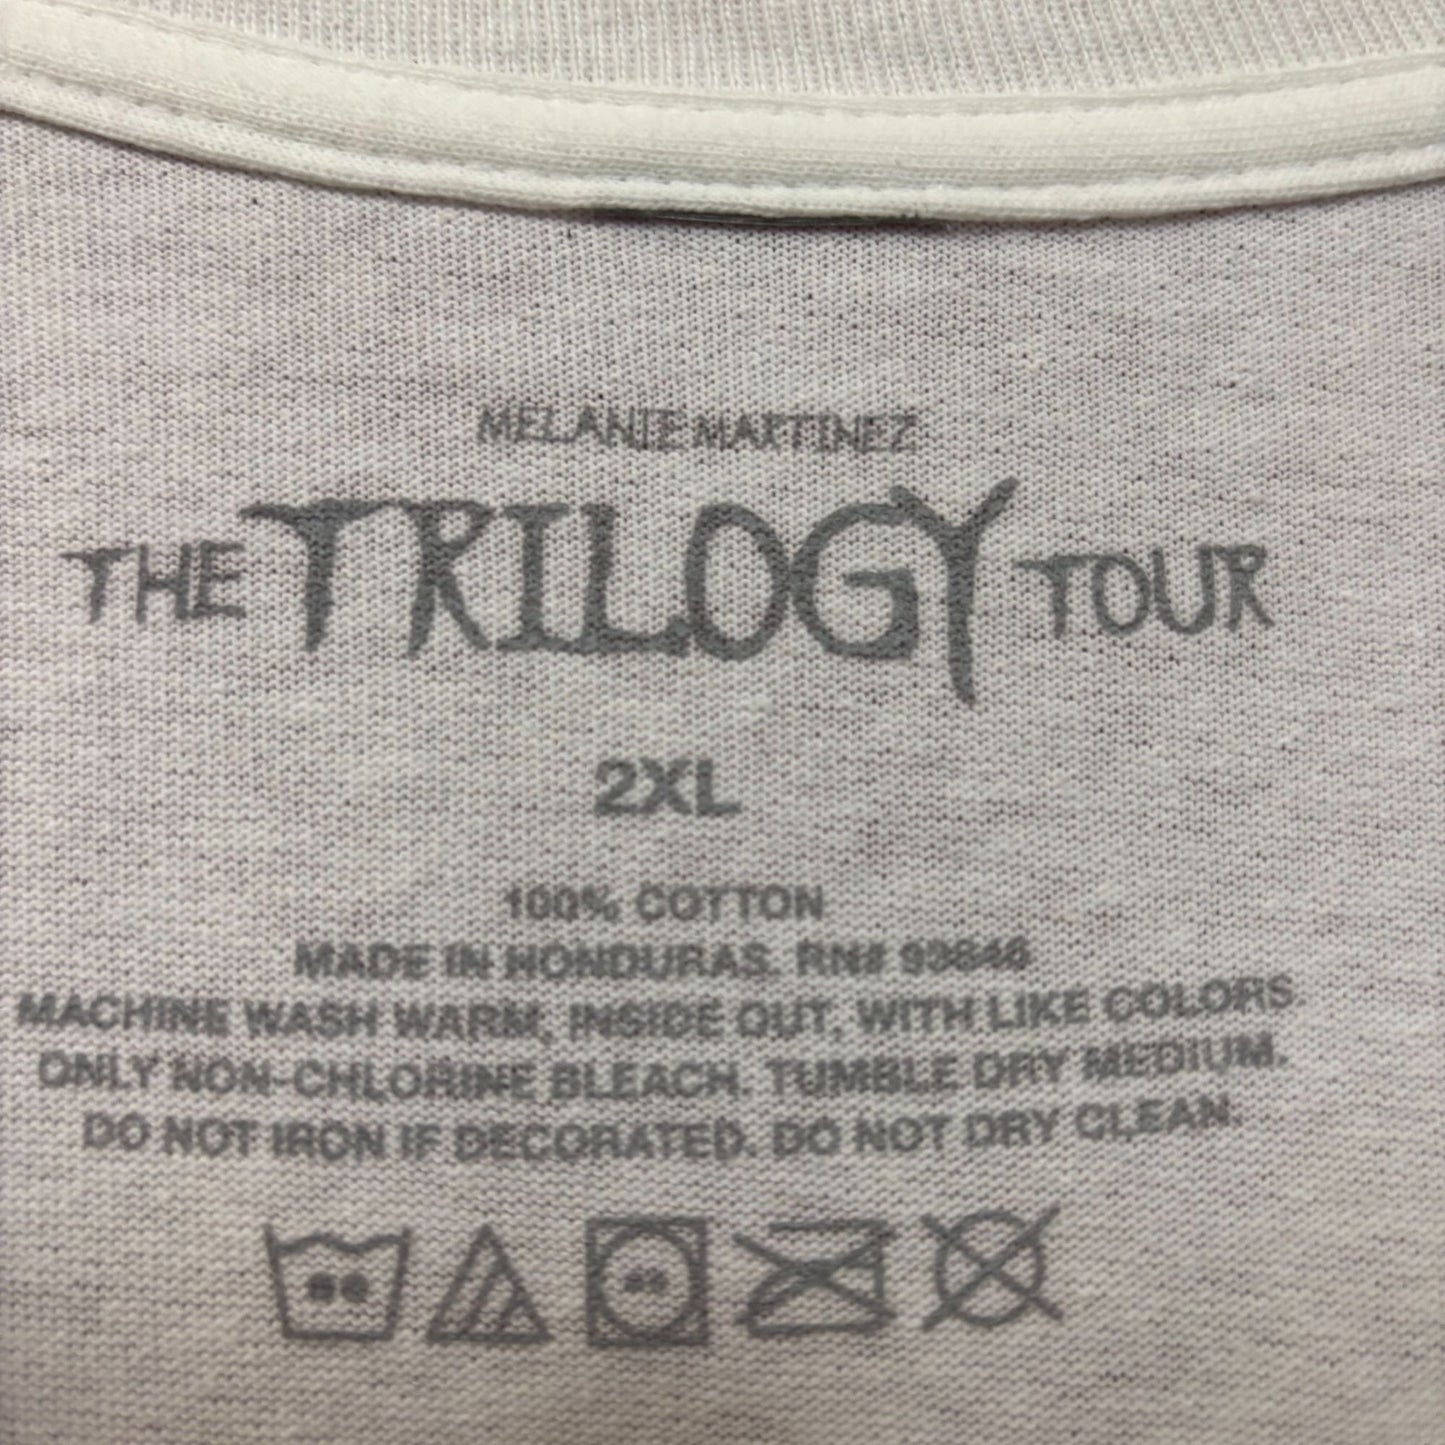 MELANIE MARTINEZ
THE TRILOGY TOUR
2XL
100% COTTON
MADE IN HONDURAS. RN# 93846
MACHINE WASH WARM, INSIDE OUT, WITH LIKE COLORS.
ONLY NON-CHLORINE BLEACH. TUMBLE DRY MEDIUM.
DO NOT IRON IF DECORATED. DO NOT DRY CLEAN.